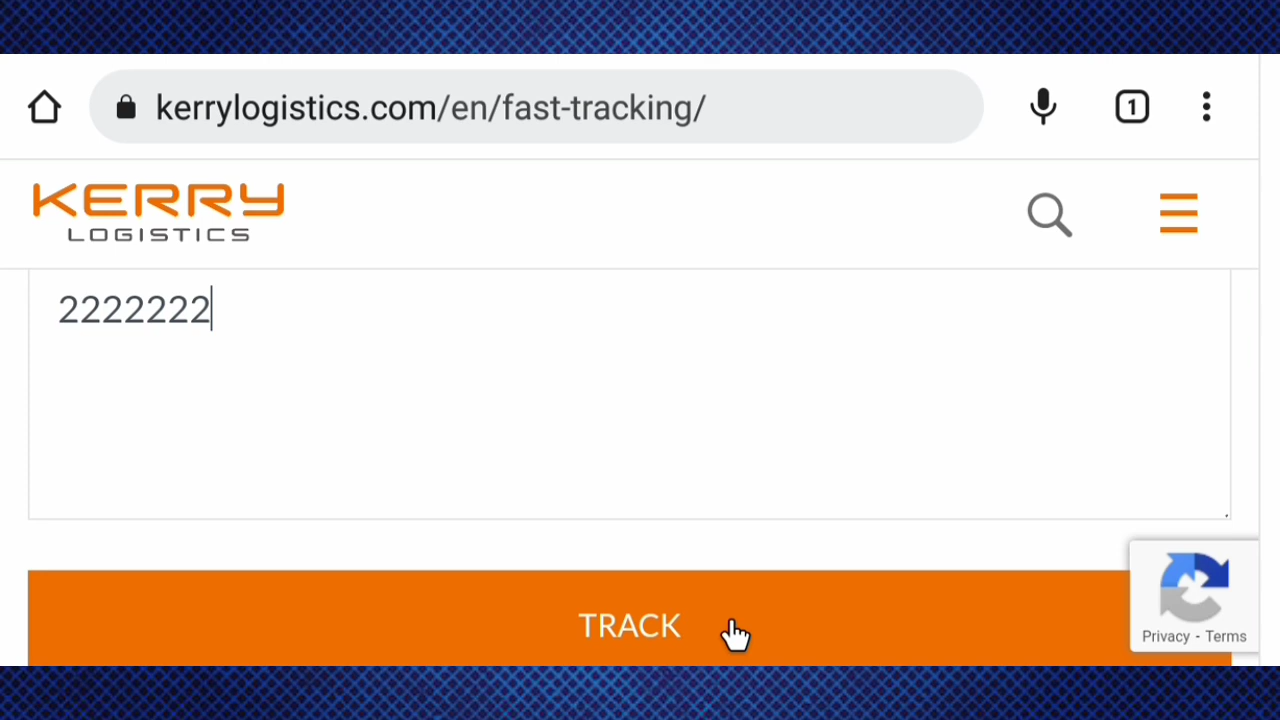 kerrylogistics.com/en/fast-tracking/
1
KERRY
LOGISTICS
2222222
TRACK
Privacy - Terms